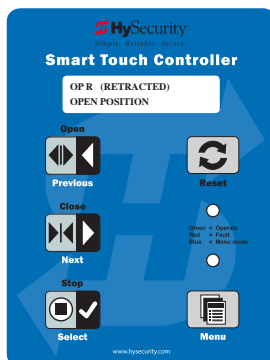 HySecurity
Simple. Reliable. Secure.
Smart Touch Controller
OP R (RETRACTED)
OPEN POSITION
Open
Previous
Reset
Close
Next
Green = Operate
Red = Fault
Blue = Menu mode
Stop
Select
Menu
www.hysecurity.com